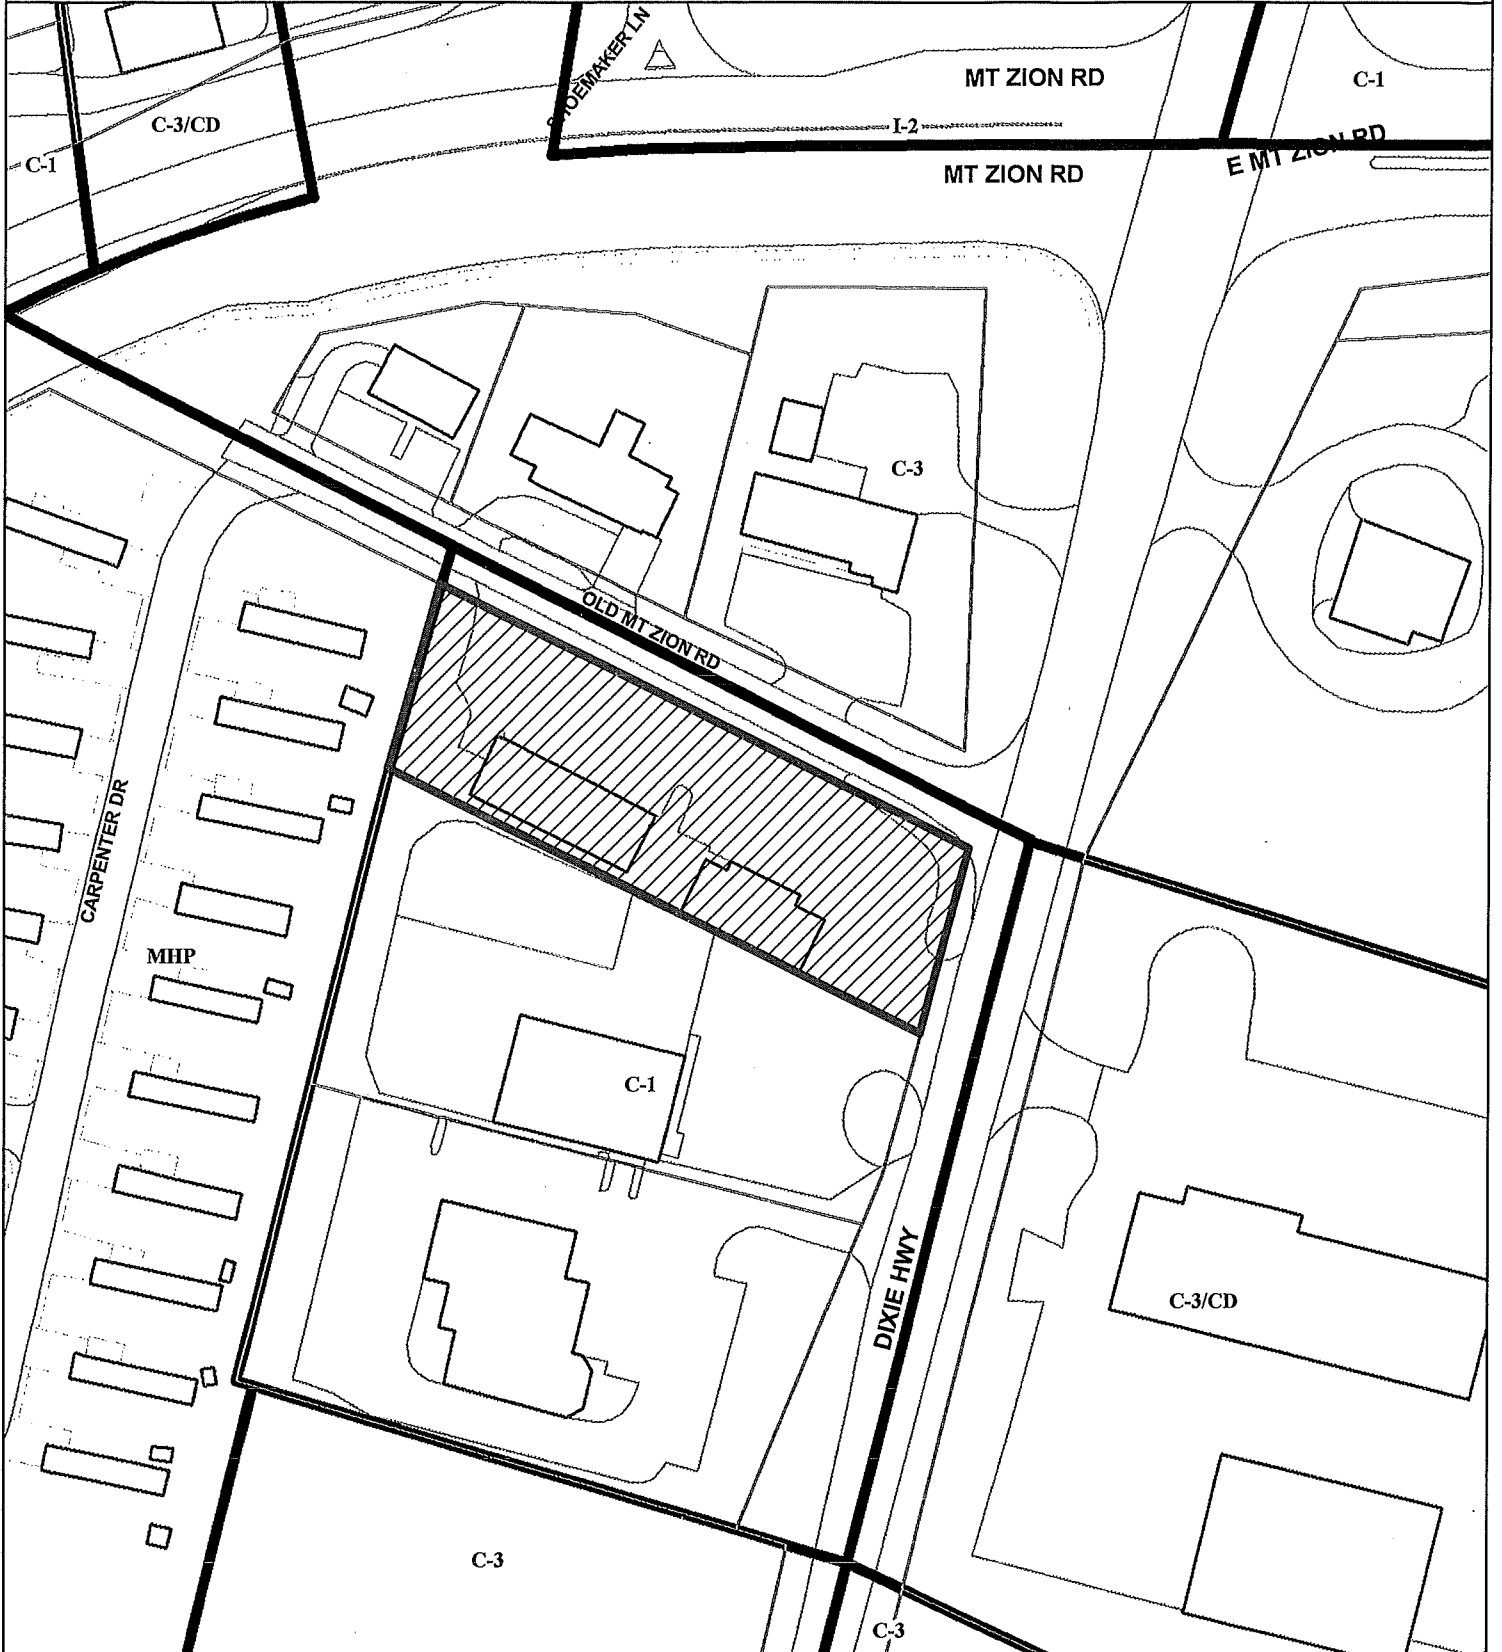 SHOEMAKER LN
MT ZION RD
C-1
C-3/CD
I-2
E MT ZION RD
C-1
MT ZION RD
C-3
OLD MT ZION RD
CARPENTER DR
MHP
C-1
DIXIE HWY
C-3/CD
C-3
C-3